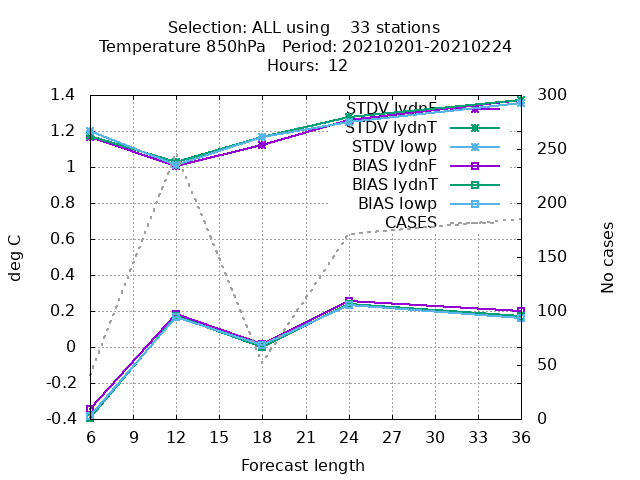 Selection: ALL using 33 stations
Temperature 850hPa Period: 20210201-20210224
Hours: 12
1.4
1.2
1
0.8
0.6
0.4
0.2
0
-0.2
-0.4
deg C
STDV lydnF
STDV lydnT
STDV lowp
BIAS lydnF
BIAS lydnT
BIAS lowp
CASES
300
250
200
150
100
50
0
No cases
6 9 12 15 18 21 24 27 30 33 36
Forecast length